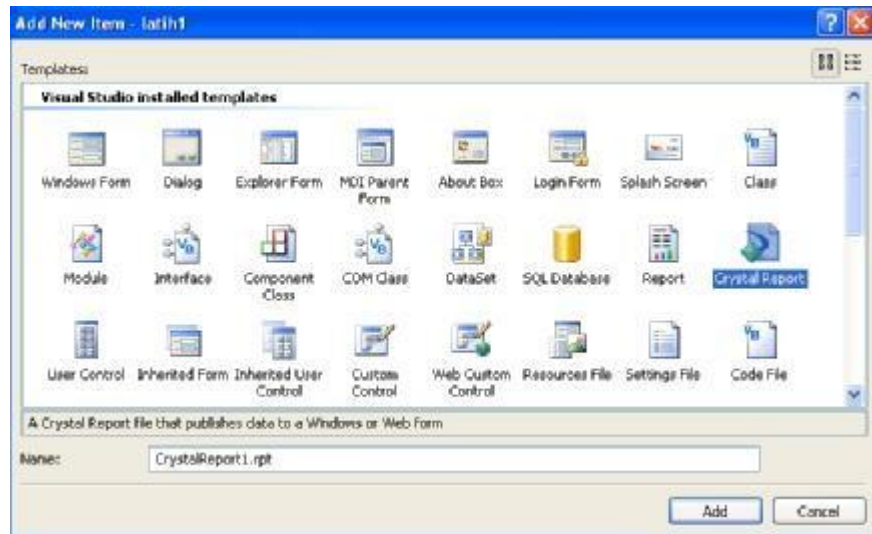 Add New Item - latih1
Templates:
Visual Studio installed templates
Windows Form Dialog Explorer Form MDI Parent Form About Box Login Form Splash Screen Class
Module Interface Component Class COM Class DataSet SQL Database Report Crystal Report
User Control Inherited Form Inherited User Control Custom Control Web Custom Control Resources File Settings File Code File
A Crystal Report file that publishes data to a Windows or Web Form
Name: CrystalReport1.rpt
Add Cancel